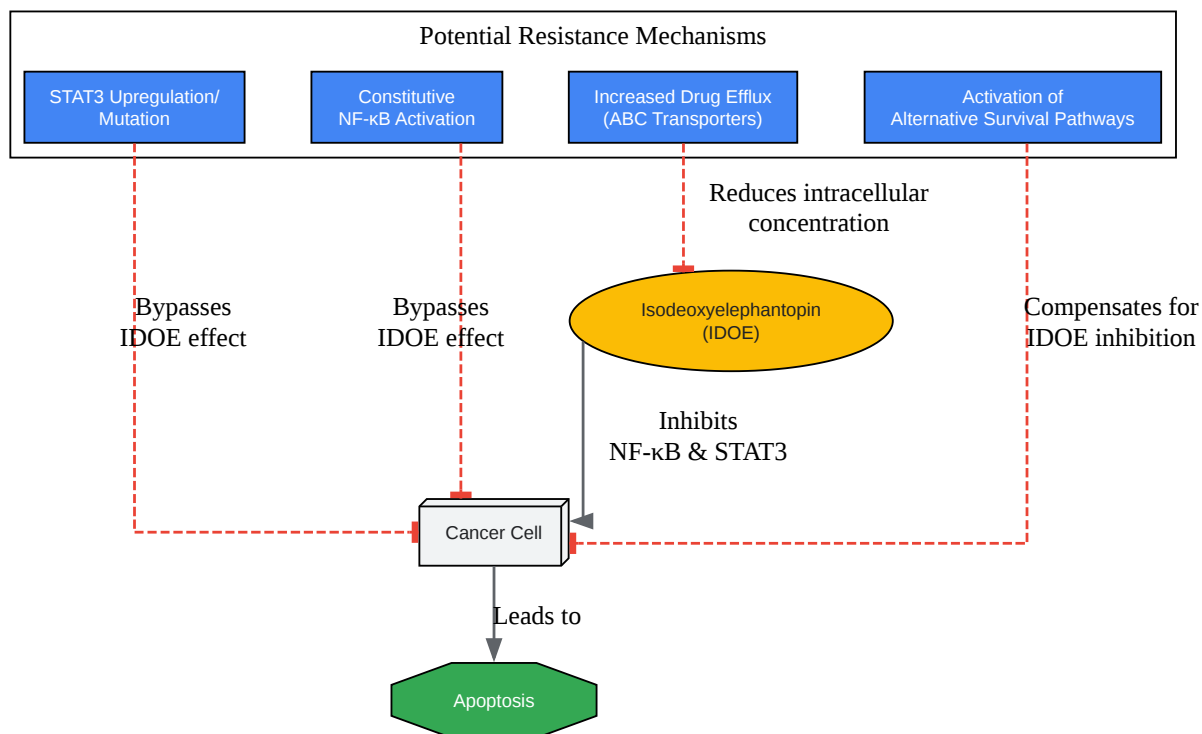 Potential Resistance Mechanisms
STAT3 Upregulation/
Mutation
Constitutive
NF-κB Activation
Increased Drug Efflux
(ABC Transporters)
Activation of
Alternative Survival Pathways
Reduces intracellular
concentration
Bypasses
IDOE effect
Bypasses
IDOE effect
Isodeoxyelephantopin
(IDOE)
Compensates for
IDOE inhibition
Inhibits
NF-κB & STAT3
Cancer Cell
Leads to
Apoptosis